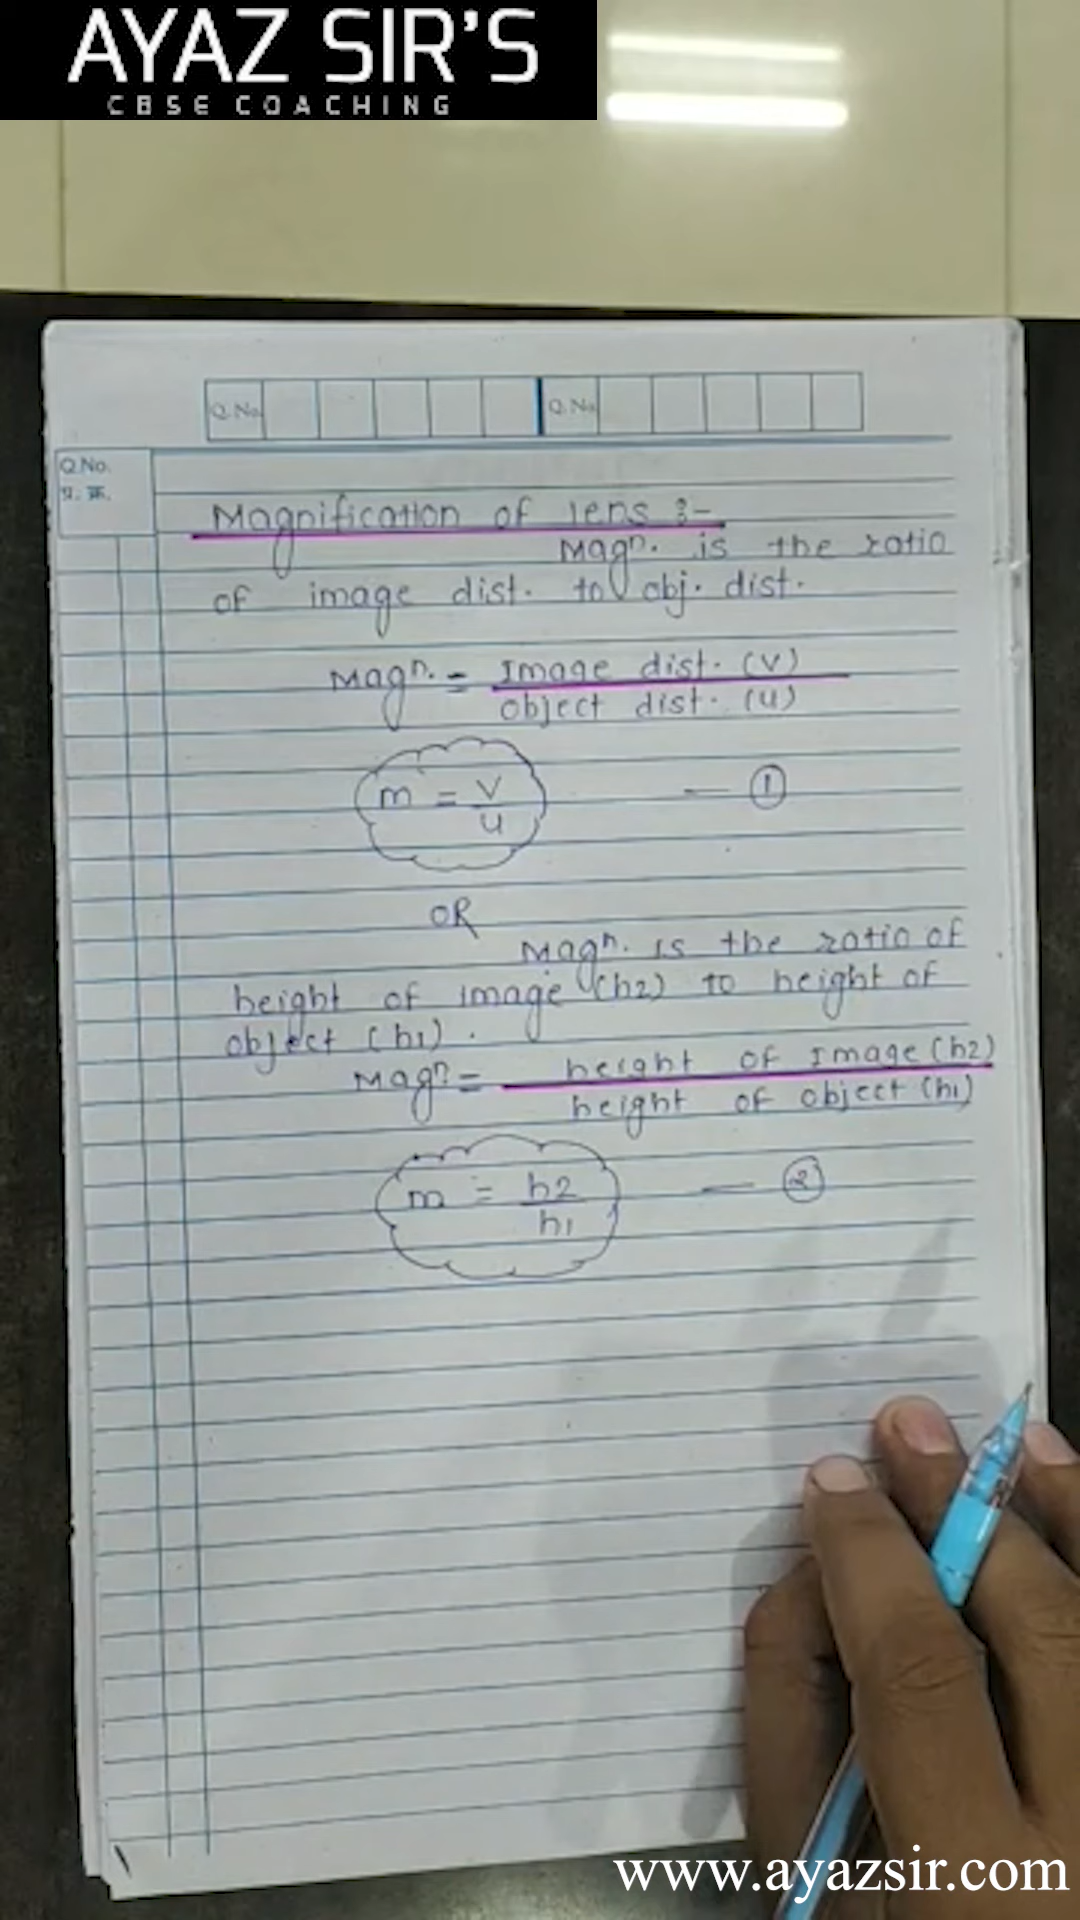 AYAZ SIR'S
CBSE COACHING
Q.No. Q.No.
Q.No.
प्र. क्र.
Magnification of lens :-
Magn. is the ratio
of image dist. to obj. dist.
Magn. = Image dist. (v)
object dist. (u)
m = v
u
— 1
OR
Magn. is the ratio of
height of image (h2) to height of
object (h1).
Magn = height of Image (h2)
height of object (h1)
m = h2
h1
— 2
www.ayazsir.com